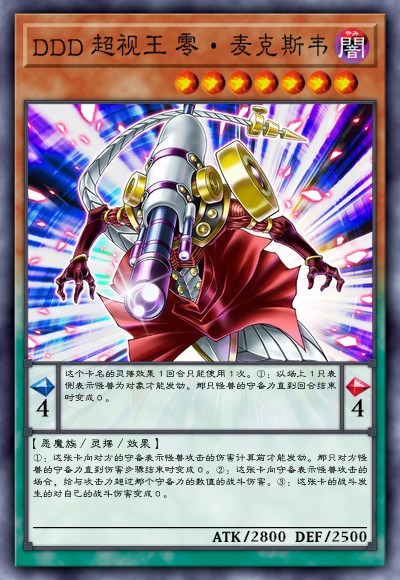 DDD 超视王 零・麦克斯韦
やみ
闇
这个卡名的灵摆效果1回合只能使用1次。①：以场上1只表
侧表示怪兽为对象才能发动。那只怪兽的守备力直到回合结束
时变成0。
4
4
【恶魔族／灵摆／效果】
①：这张卡向对方的守备表示怪兽攻击的伤害计算前才能发动。那只对方怪
兽的守备力直到伤害步骤结束时变成0。②：这张卡向守备表示怪兽攻击的
场合，给与攻击力超过那个守备力的数值的战斗伤害。③：这张卡的战斗发
生的对自己的战斗伤害变成0。
ATK/2800 DEF/2500